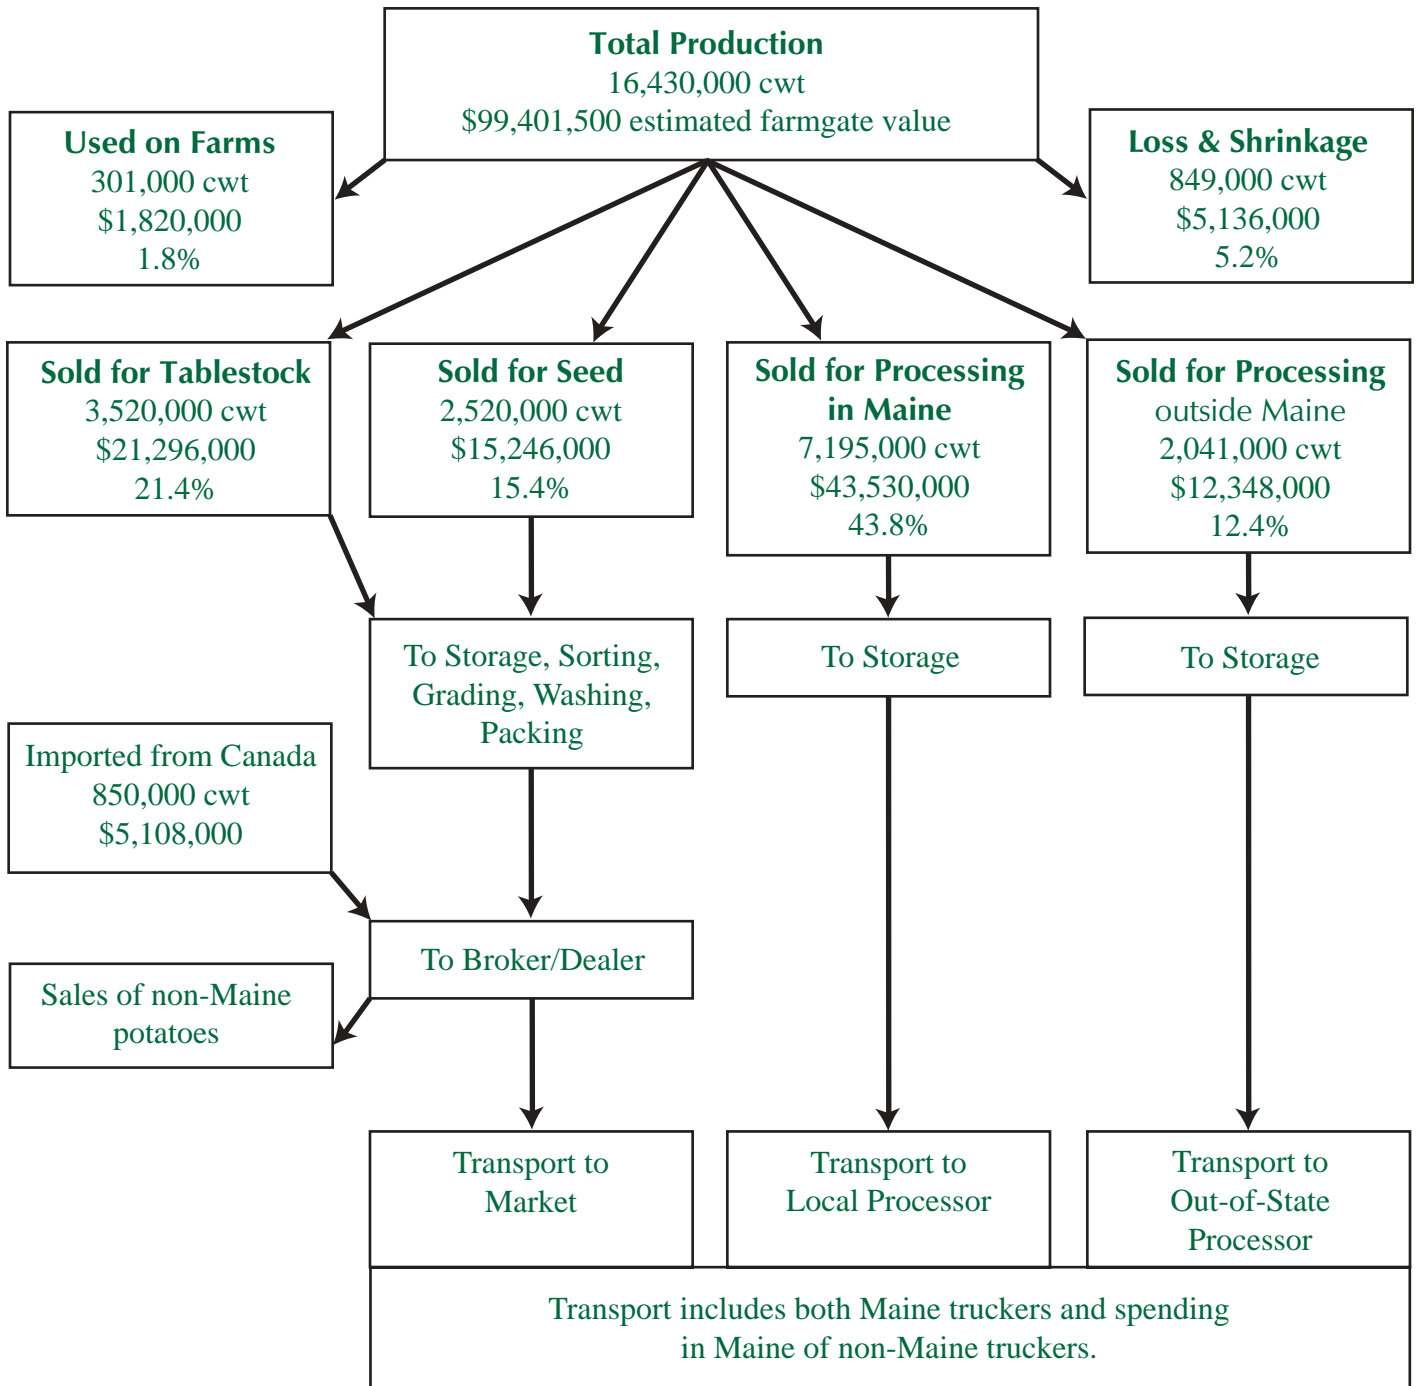 Total Production
16,430,000 cwt
$99,401,500 estimated farmgate value
Used on Farms
301,000 cwt
$1,820,000
1.8%
Loss & Shrinkage
849,000 cwt
$5,136,000
5.2%
Sold for Tablestock
3,520,000 cwt
$21,296,000
21.4%
Sold for Seed
2,520,000 cwt
$15,246,000
15.4%
Sold for Processing
in Maine
7,195,000 cwt
$43,530,000
43.8%
Sold for Processing
outside Maine
2,041,000 cwt
$12,348,000
12.4%
To Storage, Sorting,
Grading, Washing,
Packing
To Storage
To Storage
Imported from Canada
850,000 cwt
$5,108,000
To Broker/Dealer
Sales of non-Maine
potatoes
Transport to
Market
Transport to
Local Processor
Transport to
Out-of-State
Processor
Transport includes both Maine truckers and spending
in Maine of non-Maine truckers.